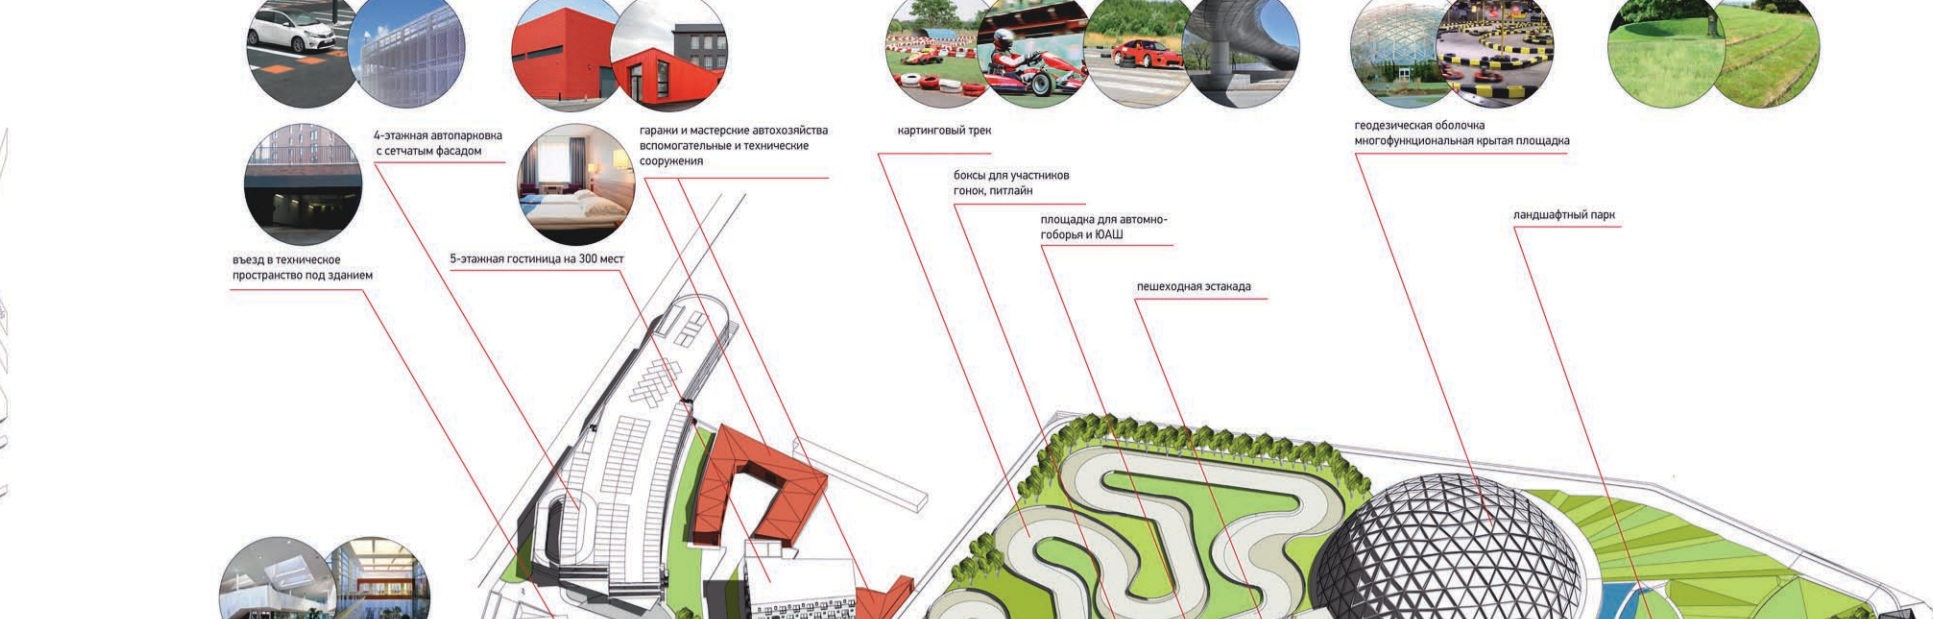 4-этажная автопарковка
с сетчатым фасадом
гаражи и мастерские автохозяйства
вспомогательные и технические
сооружения
картинговый трек
геодезическая оболочка
многофункциональная крытая площадка
боксы для участников
гонок, питлайн
площадка для автомно-
гоборья и ЮАШ
ландшафтный парк
въезд в техническое
пространство под зданием
5-этажная гостиница на 300 мест
пешеходная эстакада